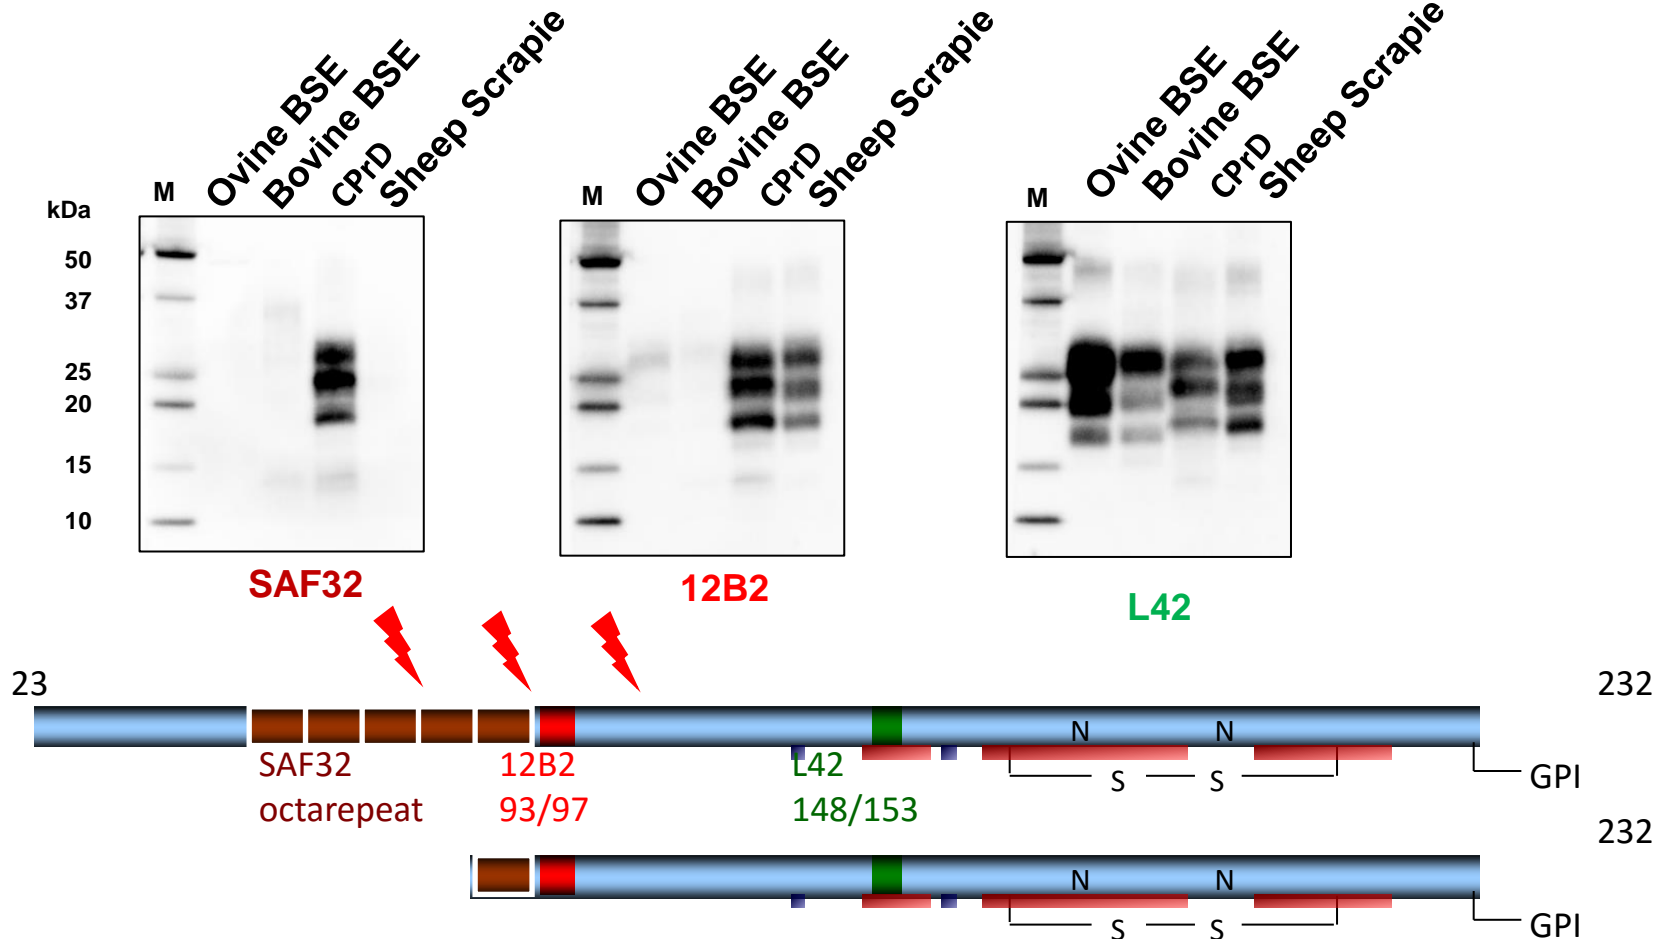 Ovine BSE
Bovine BSE
CPrD
Sheep Scrapie
Ovine BSE
Bovine BSE
CPrD
Sheep Scrapie
Ovine BSE
Bovine BSE
CPrD
Sheep Scrapie
M
M
M
kDa
50
37
25
20
15
10
SAF32
12B2
L42
23
232
N
N
SAF32
octarepeat
12B2
93/97
L42
148/153
S
S
GPI
232
N
N
S
S
GPI